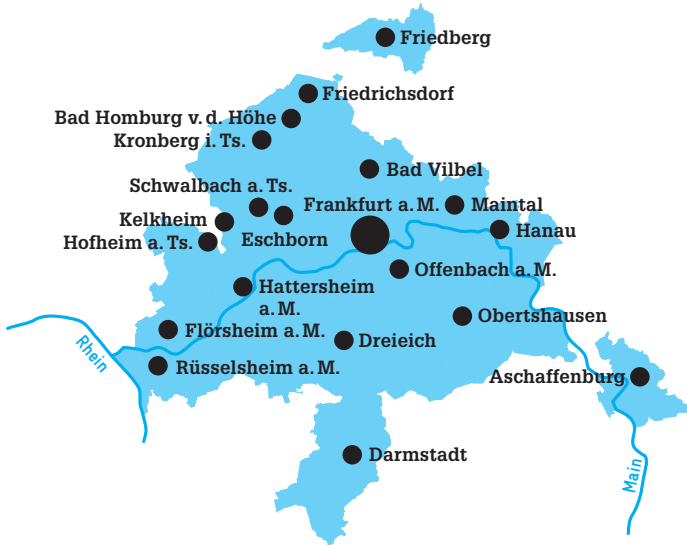 Friedberg
Friedrichsdorf
Bad Homburg v. d. Höhe
Kronberg i. Ts.
Bad Vilbel
Schwalbach a. Ts.
Frankfurt a. M.
Maintal
Kelkheim
Hanau
Hofheim a. Ts.
Eschborn
Offenbach a. M.
Hattersheim
a. M.
Obertshausen
Flörsheim a. M.
Dreieich
Rhein
Rüsselsheim a. M.
Aschaffenburg
Darmstadt
Main